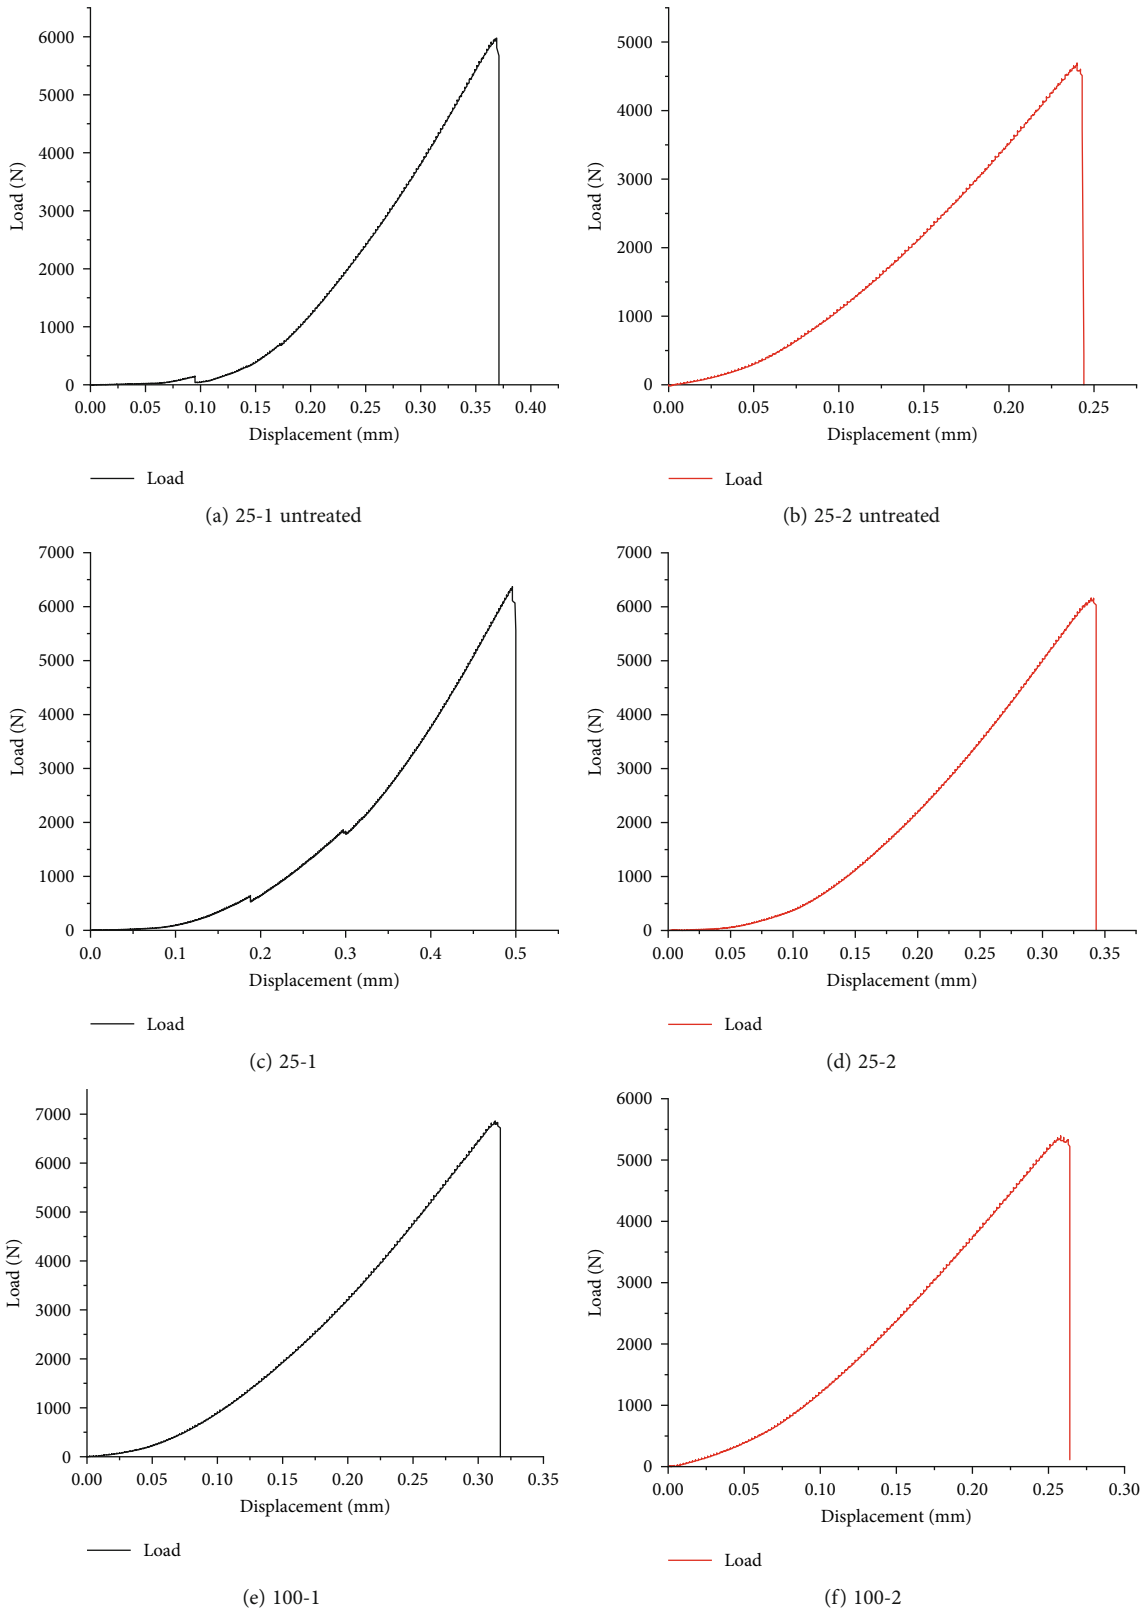 6000
5000
4000
3000
2000
1000
0
Load (N)
0.00 0.05 0.10 0.15 0.20 0.25 0.30 0.35 0.40
Displacement (mm)
Load
(a) 25-1 untreated
5000
4000
3000
2000
1000
0
Load (N)
0.00 0.05 0.10 0.15 0.20 0.25
Displacement (mm)
Load
(b) 25-2 untreated
7000
6000
5000
4000
3000
2000
1000
0
Load (N)
0.0 0.1 0.2 0.3 0.4 0.5
Displacement (mm)
Load
(c) 25-1
7000
6000
5000
4000
3000
2000
1000
0
Load (N)
0.00 0.05 0.10 0.15 0.20 0.25 0.30 0.35
Displacement (mm)
Load
(d) 25-2
7000
6000
5000
4000
3000
2000
1000
0
Load (N)
0.00 0.05 0.10 0.15 0.20 0.25 0.30 0.35
Displacement (mm)
Load
(e) 100-1
6000
5000
4000
3000
2000
1000
0
Load (N)
0.00 0.05 0.10 0.15 0.20 0.25 0.30
Displacement (mm)
Load
(f) 100-2